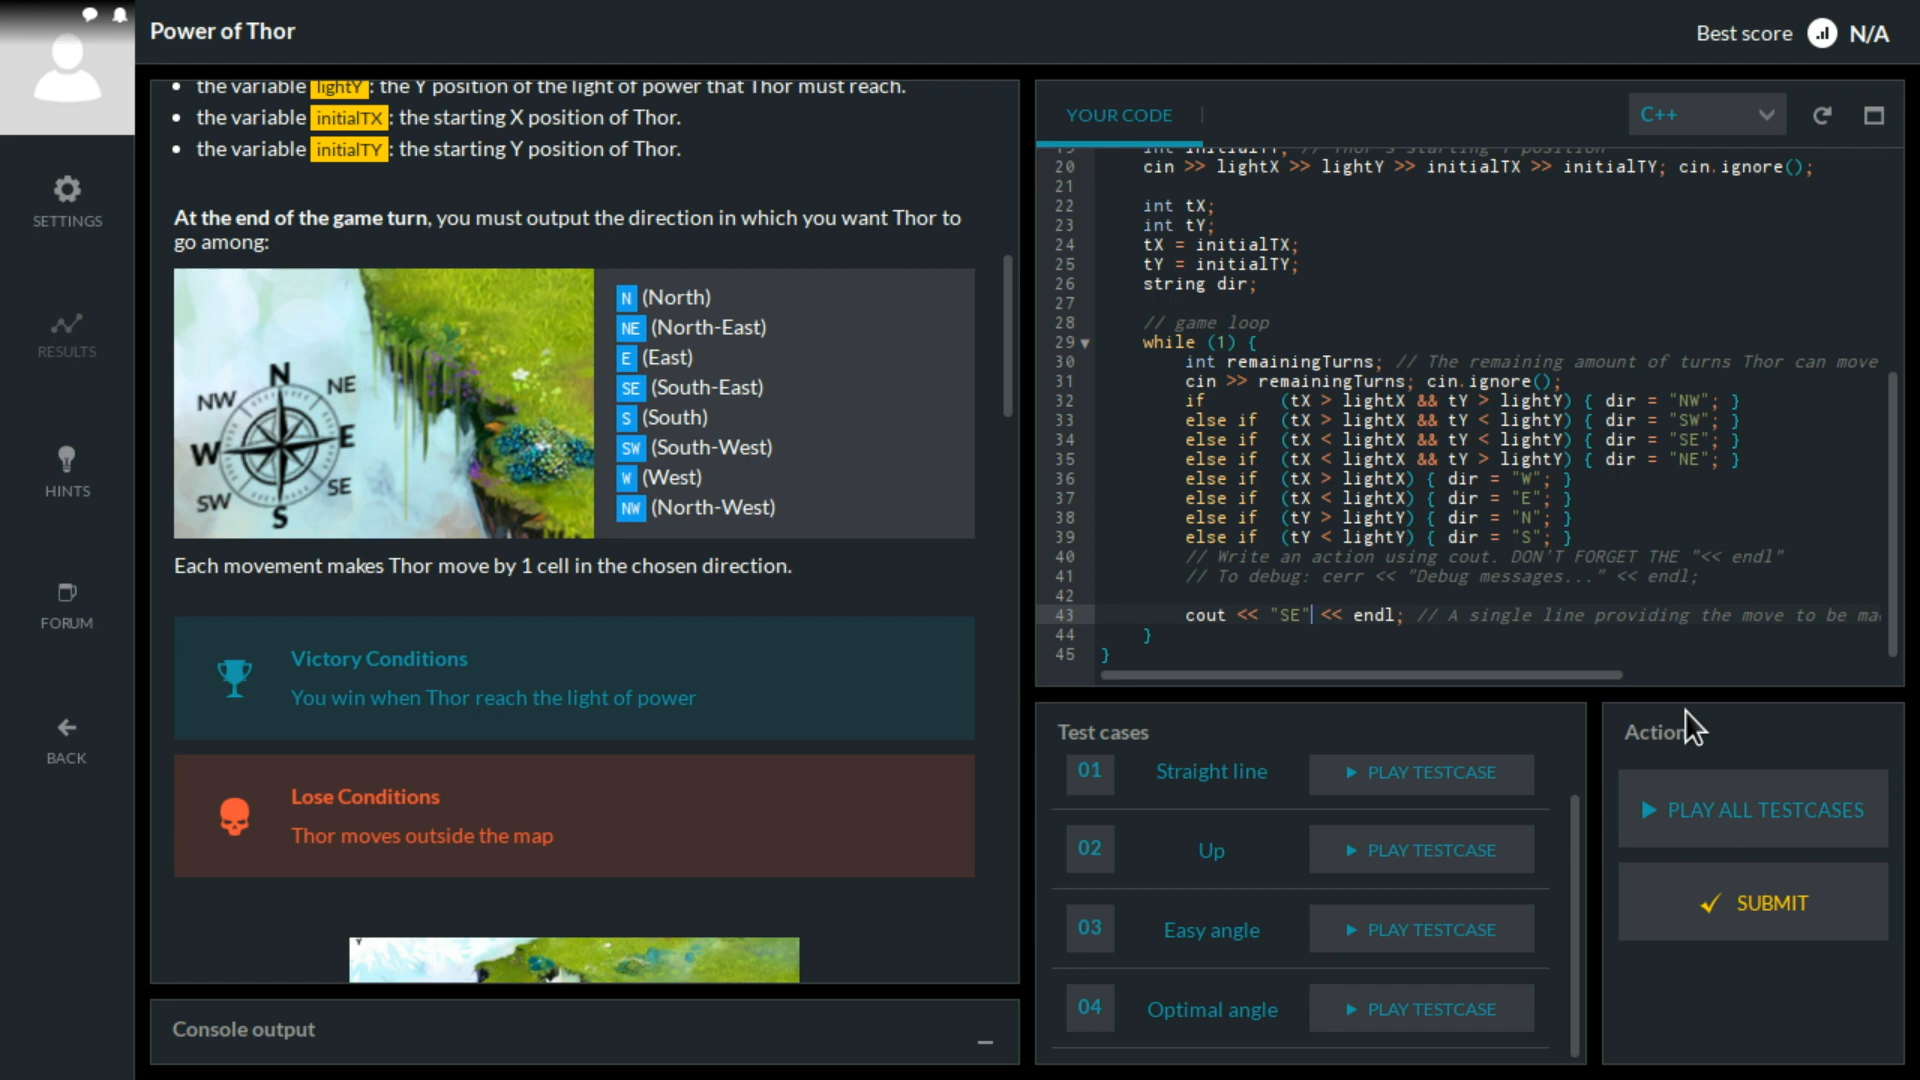 Power of Thor
Best score N/A
SETTINGS
RESULTS
HINTS
FORUM
BACK
• the variable lightY : the Y position of the light of power that Thor must reach.
• the variable initialTX : the starting X position of Thor.
• the variable initialTY : the starting Y position of Thor.
At the end of the game turn, you must output the direction in which you want Thor to
go among:
N
NE
E
SE
S
SW
W
NW
N (North)
NE (North-East)
E (East)
SE (South-East)
S (South)
SW (South-West)
W (West)
NW (North-West)
Each movement makes Thor move by 1 cell in the chosen direction.
Victory Conditions
You win when Thor reach the light of power
Lose Conditions
Thor moves outside the map
Y
Console output
YOUR CODE
C++
19 int initialTY; // Thor's starting Y position
20 cin >> lightX >> lightY >> initialTX >> initialTY; cin.ignore();
21
22 int tX;
23 int tY;
24 tX = initialTX;
25 tY = initialTY;
26 string dir;
27
28 // game loop
29 while (1) {
30 int remainingTurns; // The remaining amount of turns Thor can move
31 cin >> remainingTurns; cin.ignore();
32 if (tX > lightX && tY > lightY) { dir = "NW"; }
33 else if (tX > lightX && tY < lightY) { dir = "SW"; }
34 else if (tX < lightX && tY < lightY) { dir = "SE"; }
35 else if (tX < lightX && tY > lightY) { dir = "NE"; }
36 else if (tX > lightX) { dir = "W"; }
37 else if (tX < lightX) { dir = "E"; }
38 else if (tY > lightY) { dir = "N"; }
39 else if (tY < lightY) { dir = "S"; }
40 // Write an action using cout. DON'T FORGET THE "<< endl"
41 // To debug: cerr << "Debug messages..." << endl;
42
43 cout << "SE" << endl; // A single line providing the move to be ma
44 }
45 }
Test cases
01 Straight line PLAY TESTCASE
02 Up PLAY TESTCASE
03 Easy angle PLAY TESTCASE
04 Optimal angle PLAY TESTCASE
Action
PLAY ALL TESTCASES
SUBMIT